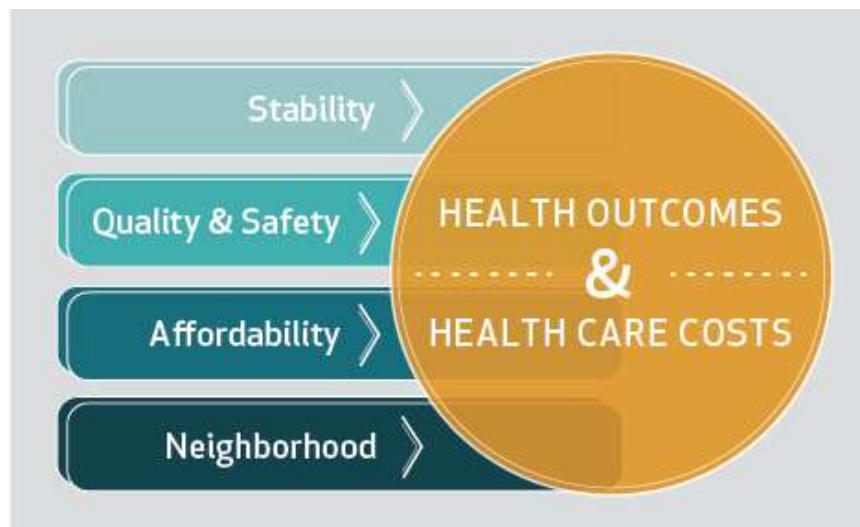 Stability
Quality & Safety
Affordability
Neighborhood
HEALTH OUTCOMES
&
HEALTH CARE COSTS